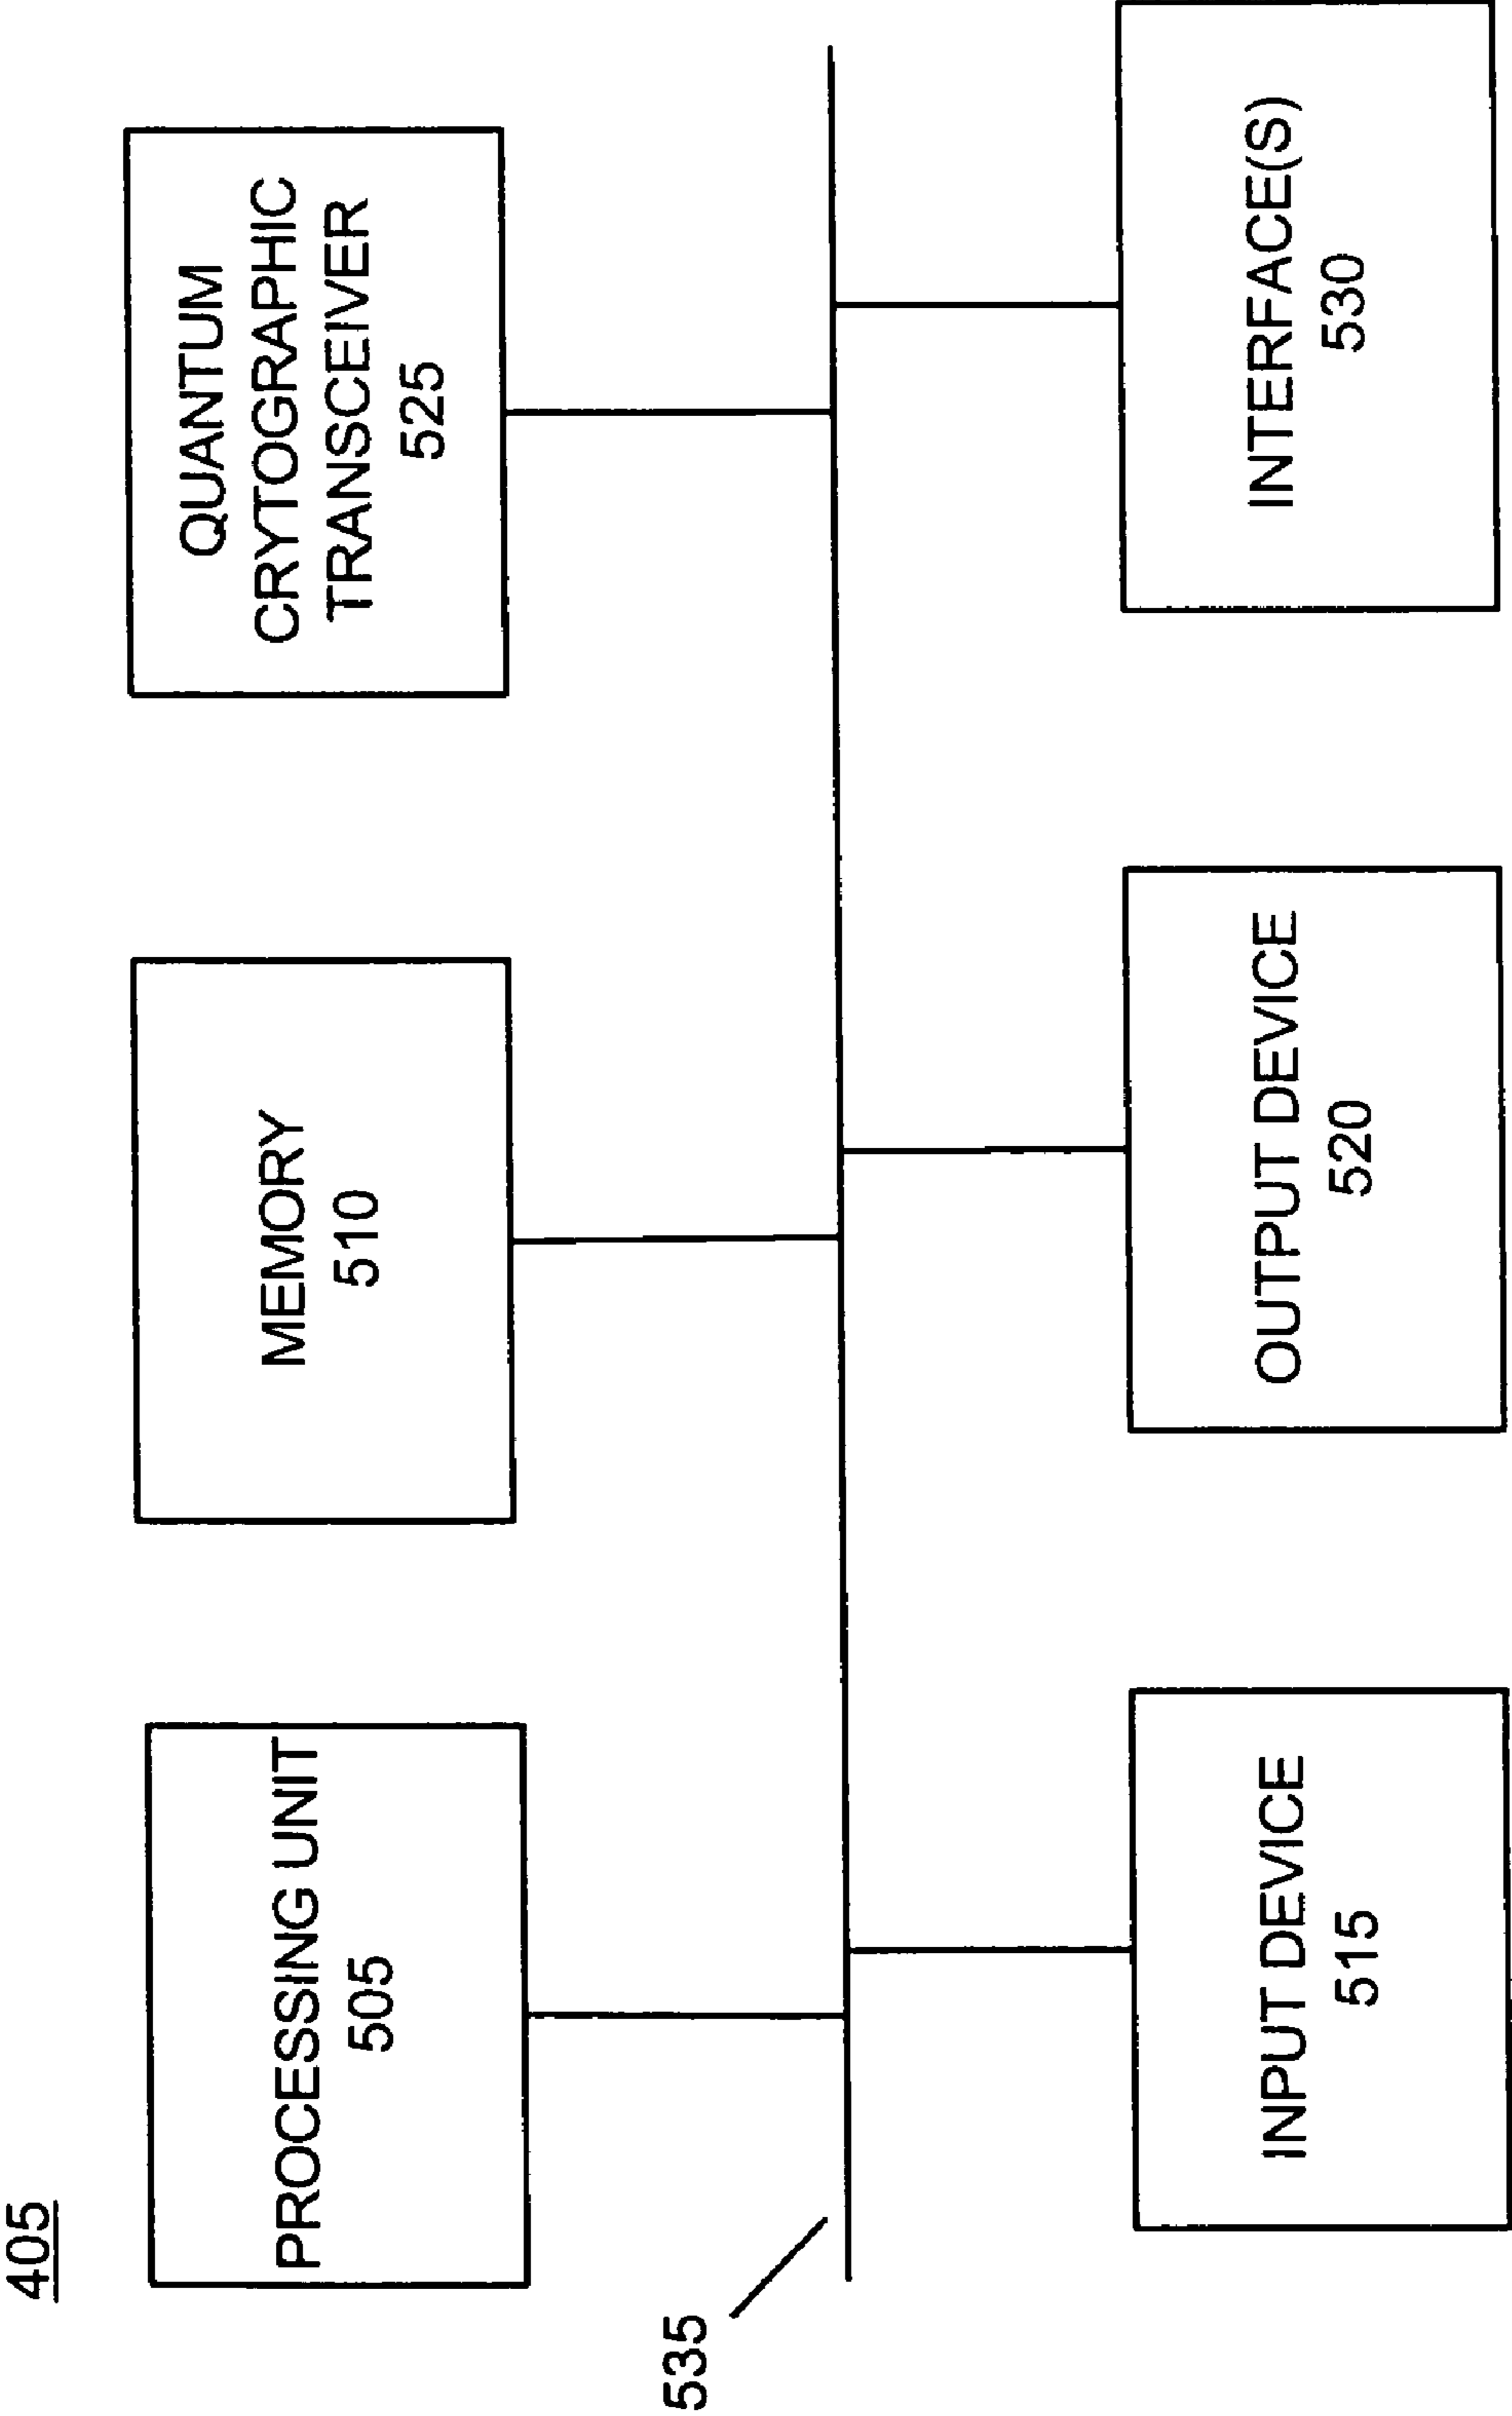 405
PROCESSING UNIT
505
MEMORY
510
QUANTUM
CRYTOGRAPHIC
TRANSCEIVER
525
535
INPUT DEVICE
515
OUTPUT DEVICE
520
INTERFACE(S)
530